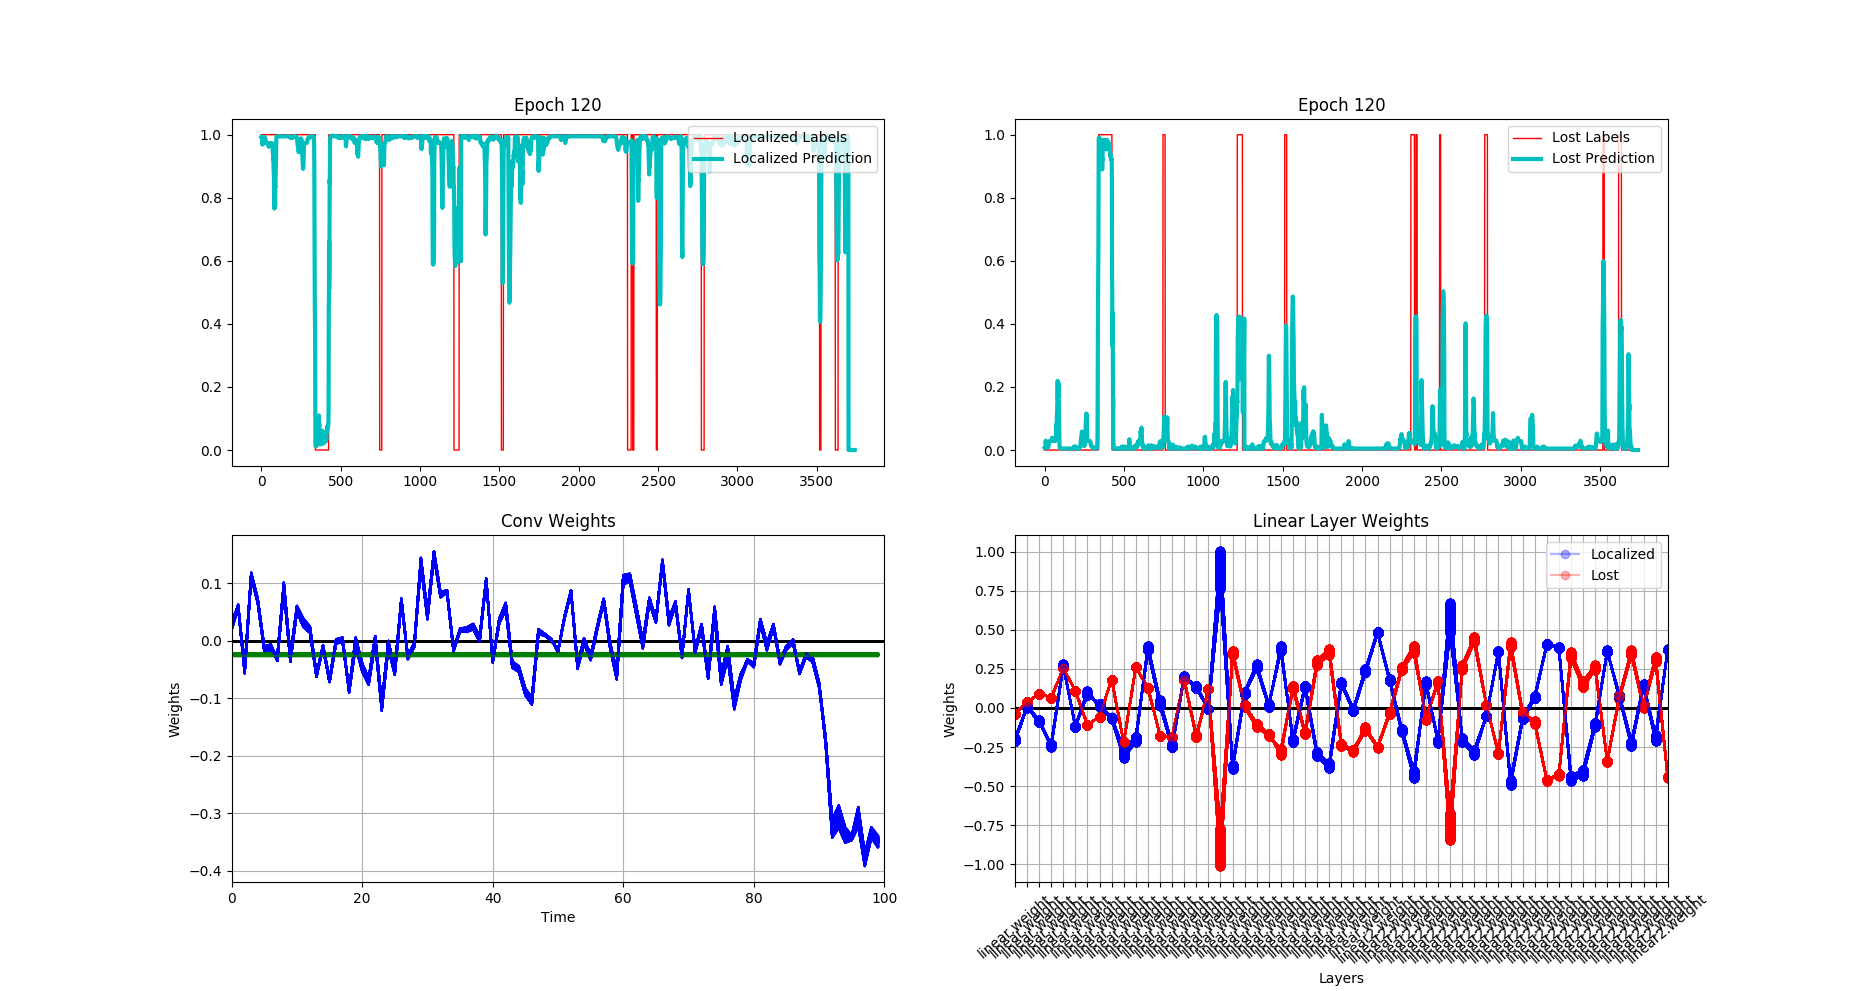 Epoch 120
1.0
0.8
0.6
0.4
0.2
0.0
0 500 1000 1500 2000 2500 3000 3500
Localized Labels
Localized Prediction
Epoch 120
1.0
0.8
0.6
0.4
0.2
0.0
0 500 1000 1500 2000 2500 3000 3500
Lost Labels
Lost Prediction
Conv Weights
Weights
0.1
0.0
−0.1
−0.2
−0.3
−0.4
0 20 40 60 80 100
Time
Linear Layer Weights
Weights
1.00
0.75
0.50
0.25
0.00
−0.25
−0.50
−0.75
−1.00
Localized
Lost
linear.weight
linear2.weight
Layers